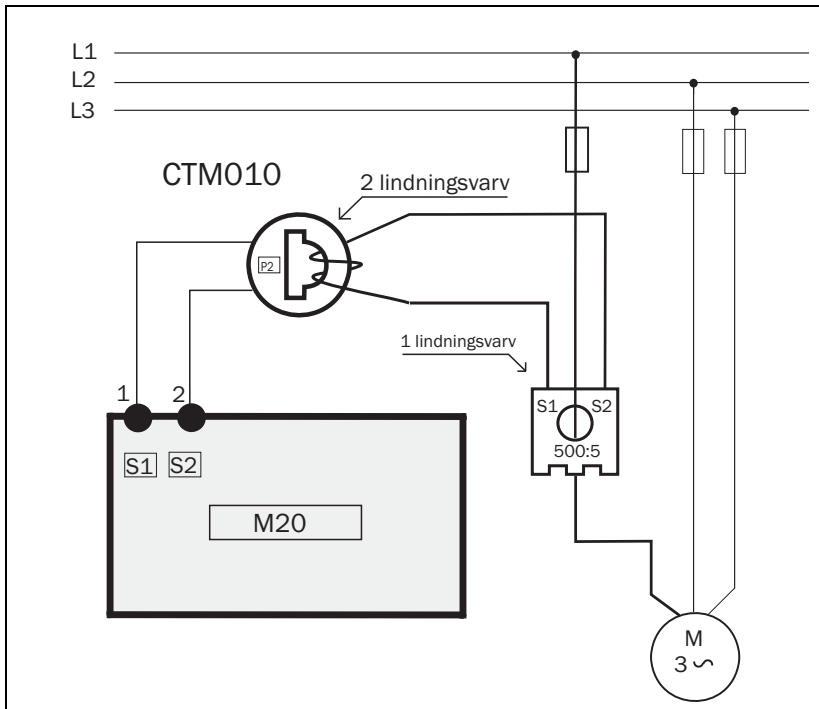 L1
L2
L3
CTM010
2 lindningsvarv
P2
1 lindningsvarv
1 2
S1 S2
500:5
S1 S2
M20
M
3